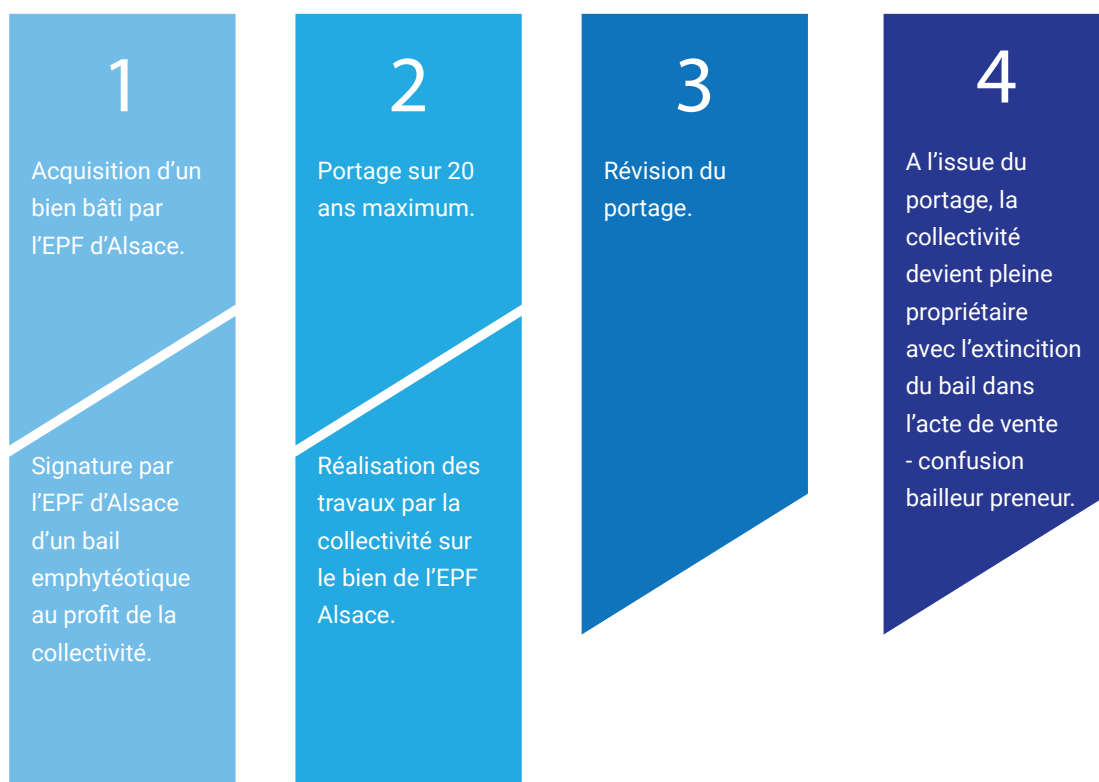 1
Acquisition d’un
bien bâti par
l’EPF d’Alsace.
Signature par
l’EPF d’Alsace
d’un bail
emphytéotique
au profit de la
collectivité.
2
Portage sur 20
ans maximum.
Réalisation des
travaux par la
collectivité sur
le bien de l’EPF
Alsace.
3
Révision du
portage.
4
A l’issue du
portage, la
collectivité
devient pleine
propriétaire
avec l’extinction
du bail dans
l’acte de vente
- confusion
bailleur preneur.